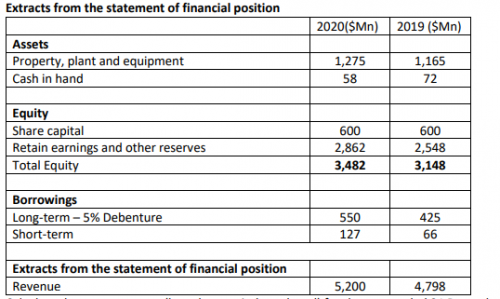 Extracts from the statement of financial position
2020($Mn) 2019 ($Mn)
Assets
Property, plant and equipment 1,275 1,165
Cash in hand 58 72
Equity
Share capital 600 600
Retain earnings and other reserves 2,862 2,548
Total Equity 3,482 3,148
Borrowings
Long-term – 5% Debenture 550 425
Short-term 127 66
Extracts from the statement of financial position
Revenue 5,200 4,798